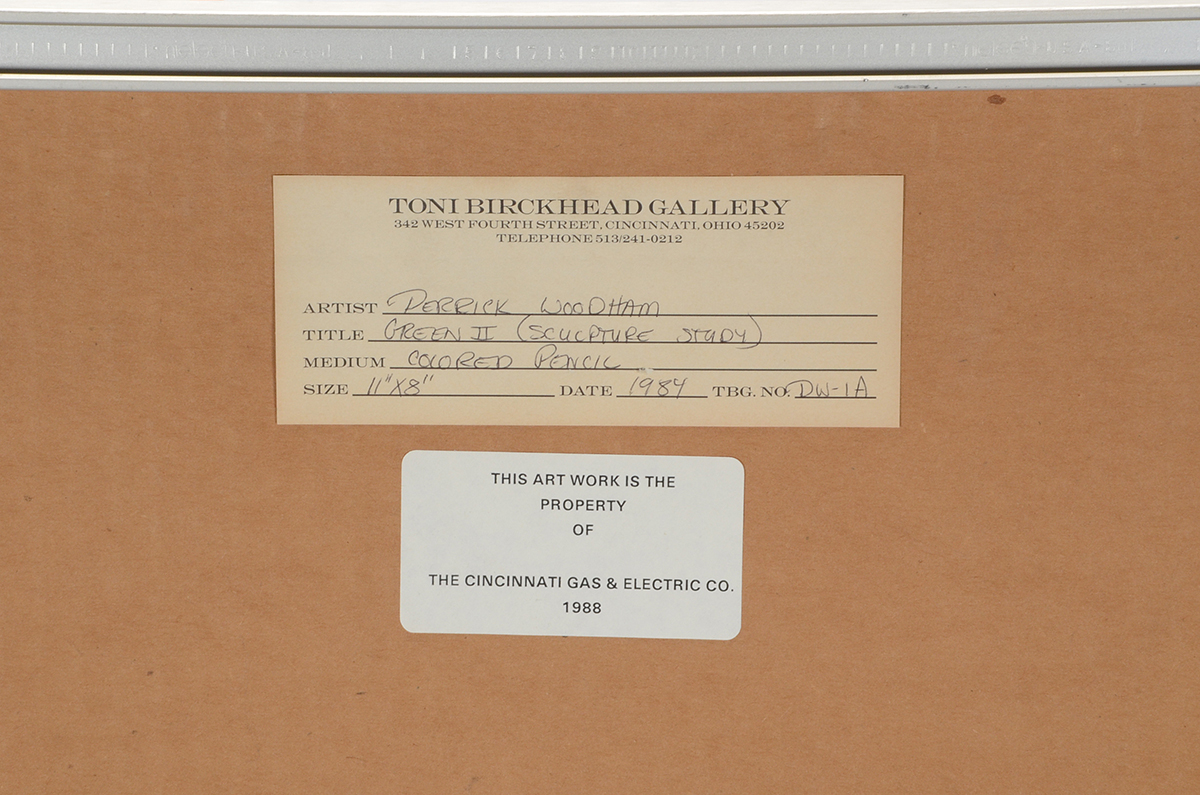 TONI BIRCKHEAD GALLERY
342 WEST FOURTH STREET, CINCINNATI, OHIO 45202
TELEPHONE 513/241-0212
ARTIST DERRICK WOODHAM
TITLE GREEN II (SCULPTURE STUDY)
MEDIUM COLORED PENCIL
SIZE 11"X8" DATE 1984 TBG. NO. DW-1A
THIS ART WORK IS THE
PROPERTY
OF
THE CINCINNATI GAS & ELECTRIC CO.
1988